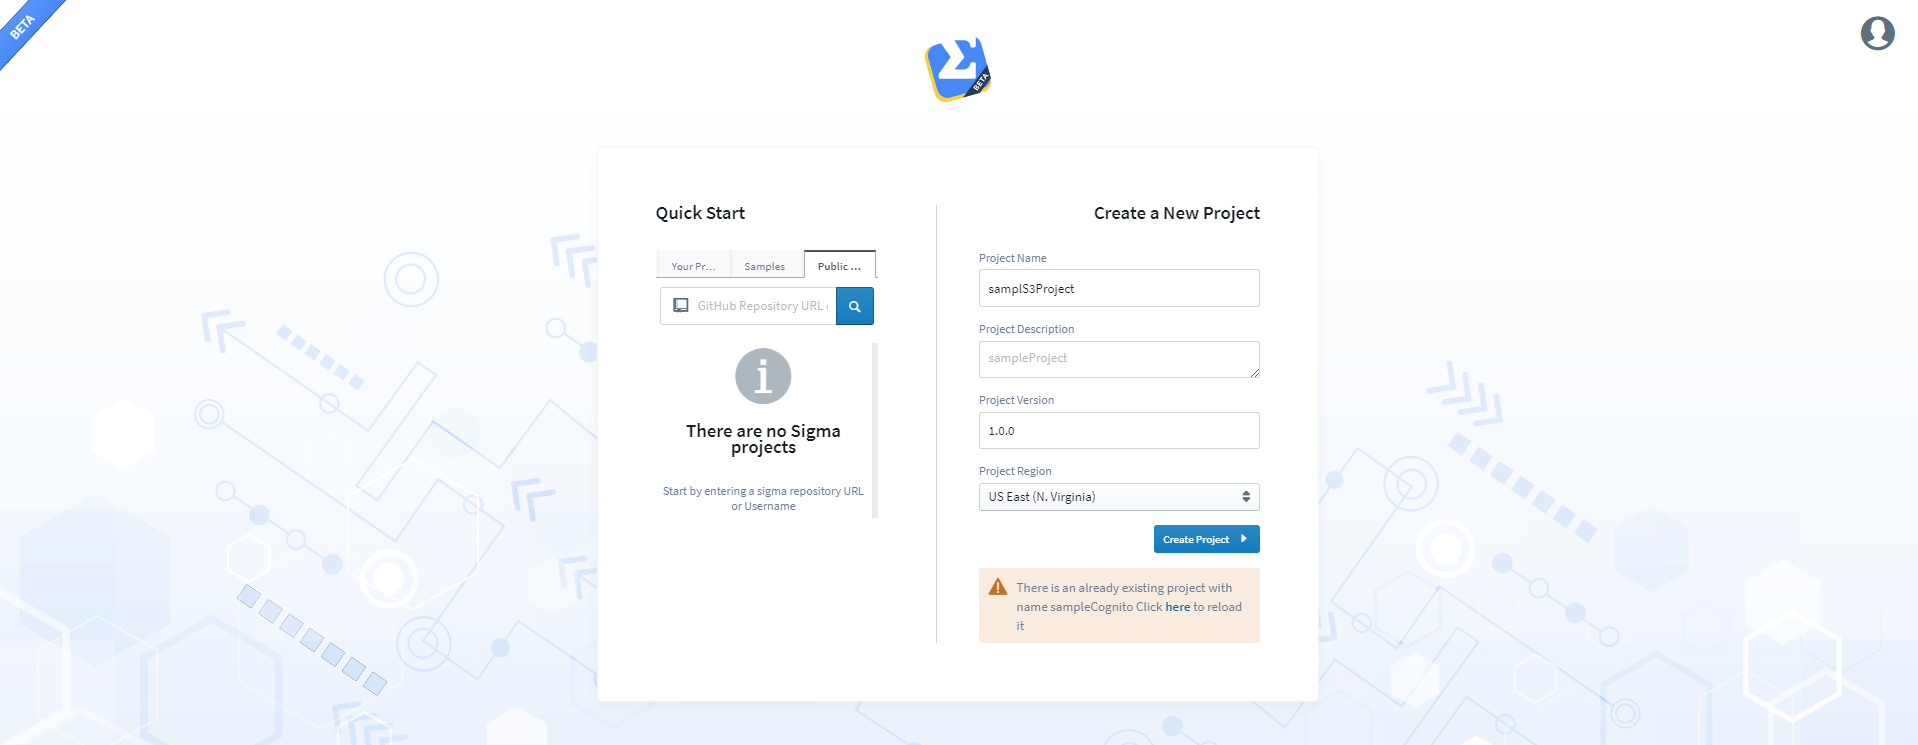 BETA
Σ
BETA
Quick Start
Your Pr...
Samples
Public ...
GitHub Repository URL
There are no Sigma
projects
Start by entering a sigma repository URL
or Username
Create a New Project
Project Name
samplS3Project
Project Description
sampleProject
Project Version
1.0.0
Project Region
US East (N. Virginia)
Create Project
There is an already existing project with
name sampleCognito Click here to reload
it